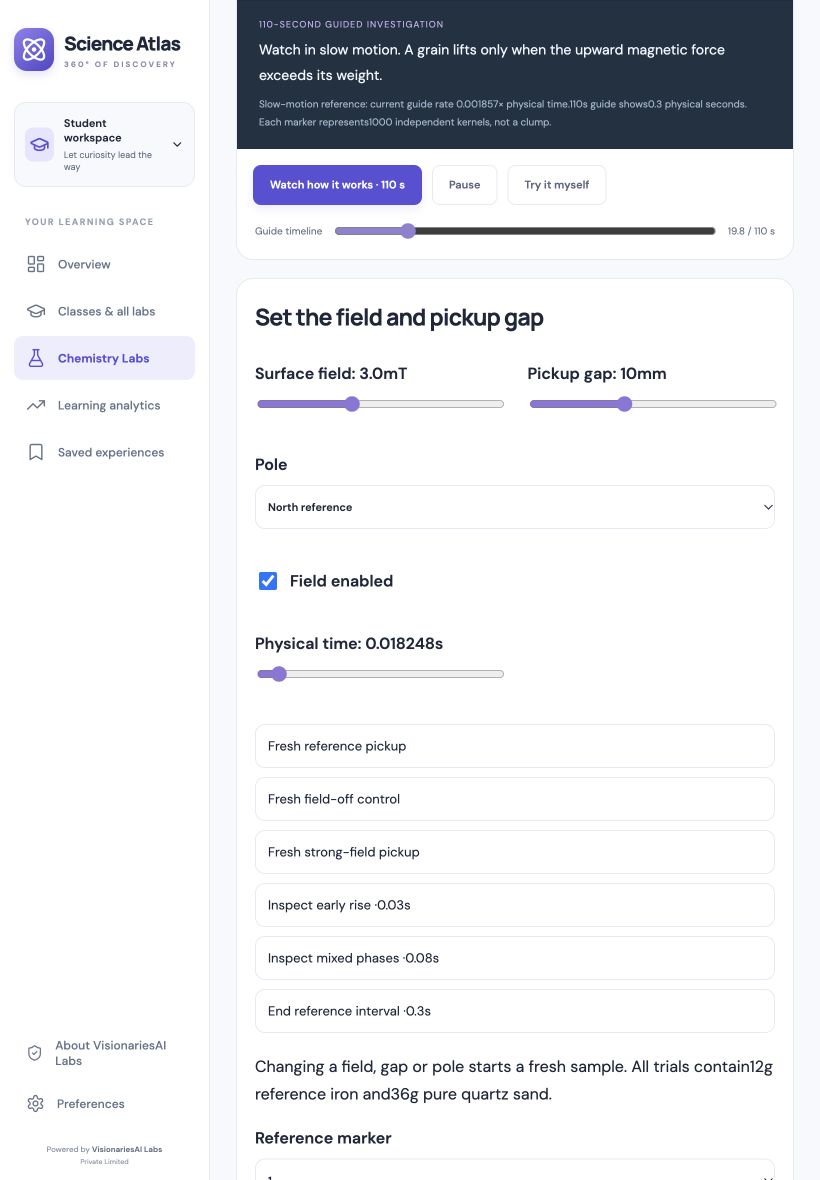 Science Atlas
360° OF DISCOVERY
Student
workspace
Let curiosity lead the
way
YOUR LEARNING SPACE
Overview
Classes & all labs
Chemistry Labs
Learning analytics
Saved experiences
About VisionariesAI
Labs
Preferences
Powered by VisionariesAI Labs
Private Limited
110-SECOND GUIDED INVESTIGATION
Watch in slow motion. A grain lifts only when the upward magnetic force
exceeds its weight.
Slow-motion reference: current guide rate 0.001857× physical time.110s guide shows0.3 physical seconds.
Each marker represents1000 independent kernels, not a clump.
Watch how it works · 110 s
Pause
Try it myself
Guide timeline
19.8 / 110 s
Set the field and pickup gap
Surface field: 3.0mT
Pickup gap: 10mm
Pole
North reference
Field enabled
Physical time: 0.018248s
Fresh reference pickup
Fresh field-off control
Fresh strong-field pickup
Inspect early rise ·0.03s
Inspect mixed phases ·0.08s
End reference interval ·0.3s
Changing a field, gap or pole starts a fresh sample. All trials contain12g
reference iron and36g pure quartz sand.
Reference marker